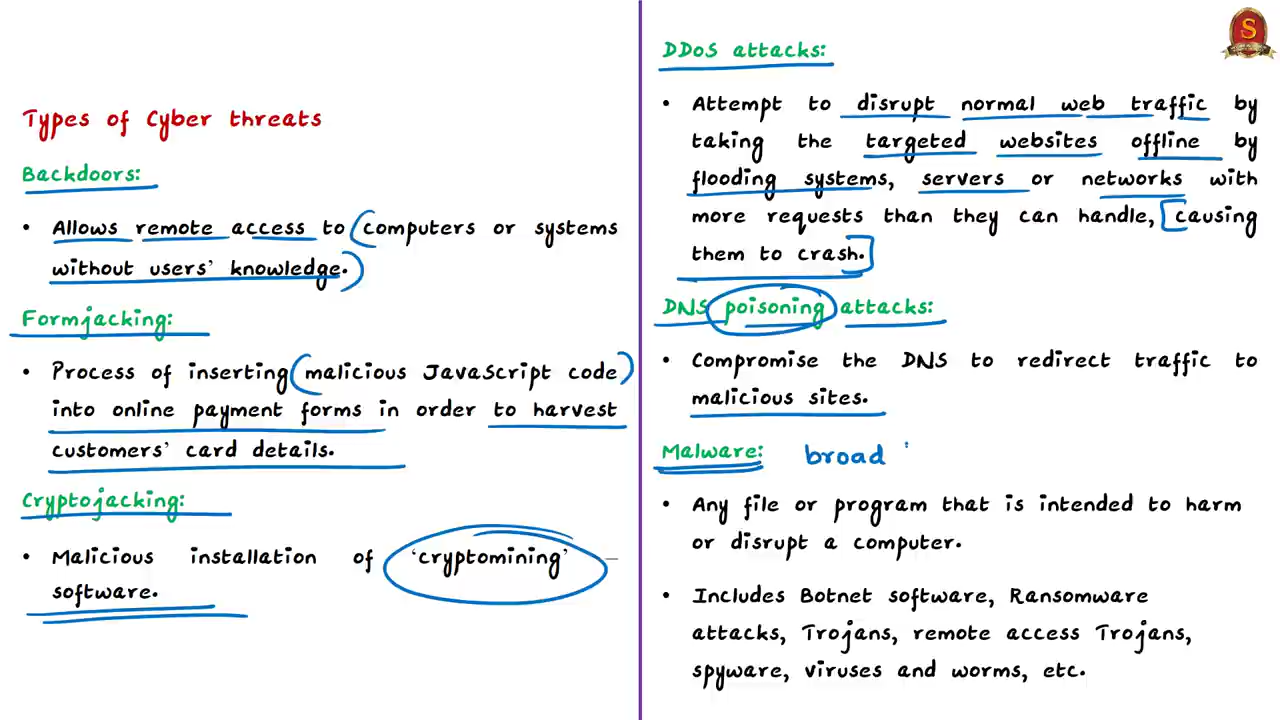 Types of Cyber threats
Backdoors:
• Allows remote access to computers or systems
without users' knowledge.
Formjacking:
• Process of inserting malicious JavaScript code
into online payment forms in order to harvest
customers' card details.
Cryptojacking:
• Malicious installation of 'cryptomining'
software.
DDoS attacks:
• Attempt to disrupt normal web traffic by
taking the targeted websites offline by
flooding systems, servers or networks with
more requests than they can handle, causing
them to crash.
DNS poisoning attacks:
• Compromise the DNS to redirect traffic to
malicious sites.
Malware: broad
• Any file or program that is intended to harm
or disrupt a computer.
• Includes Botnet software, Ransomware
attacks, Trojans, remote access Trojans,
spyware, viruses and worms, etc.
S